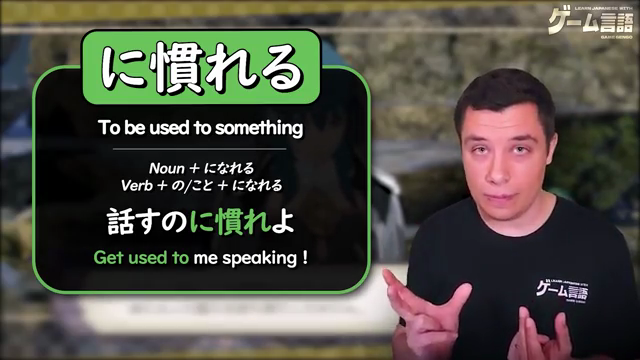 LEARN JAPANESE WITH
ゲーム言語
GAME GENGO
に慣れる
To be used to something
Noun + になれる
Verb + の/こと + になれる
話すのに慣れよ
Get used to me speaking !
ゲーム言語